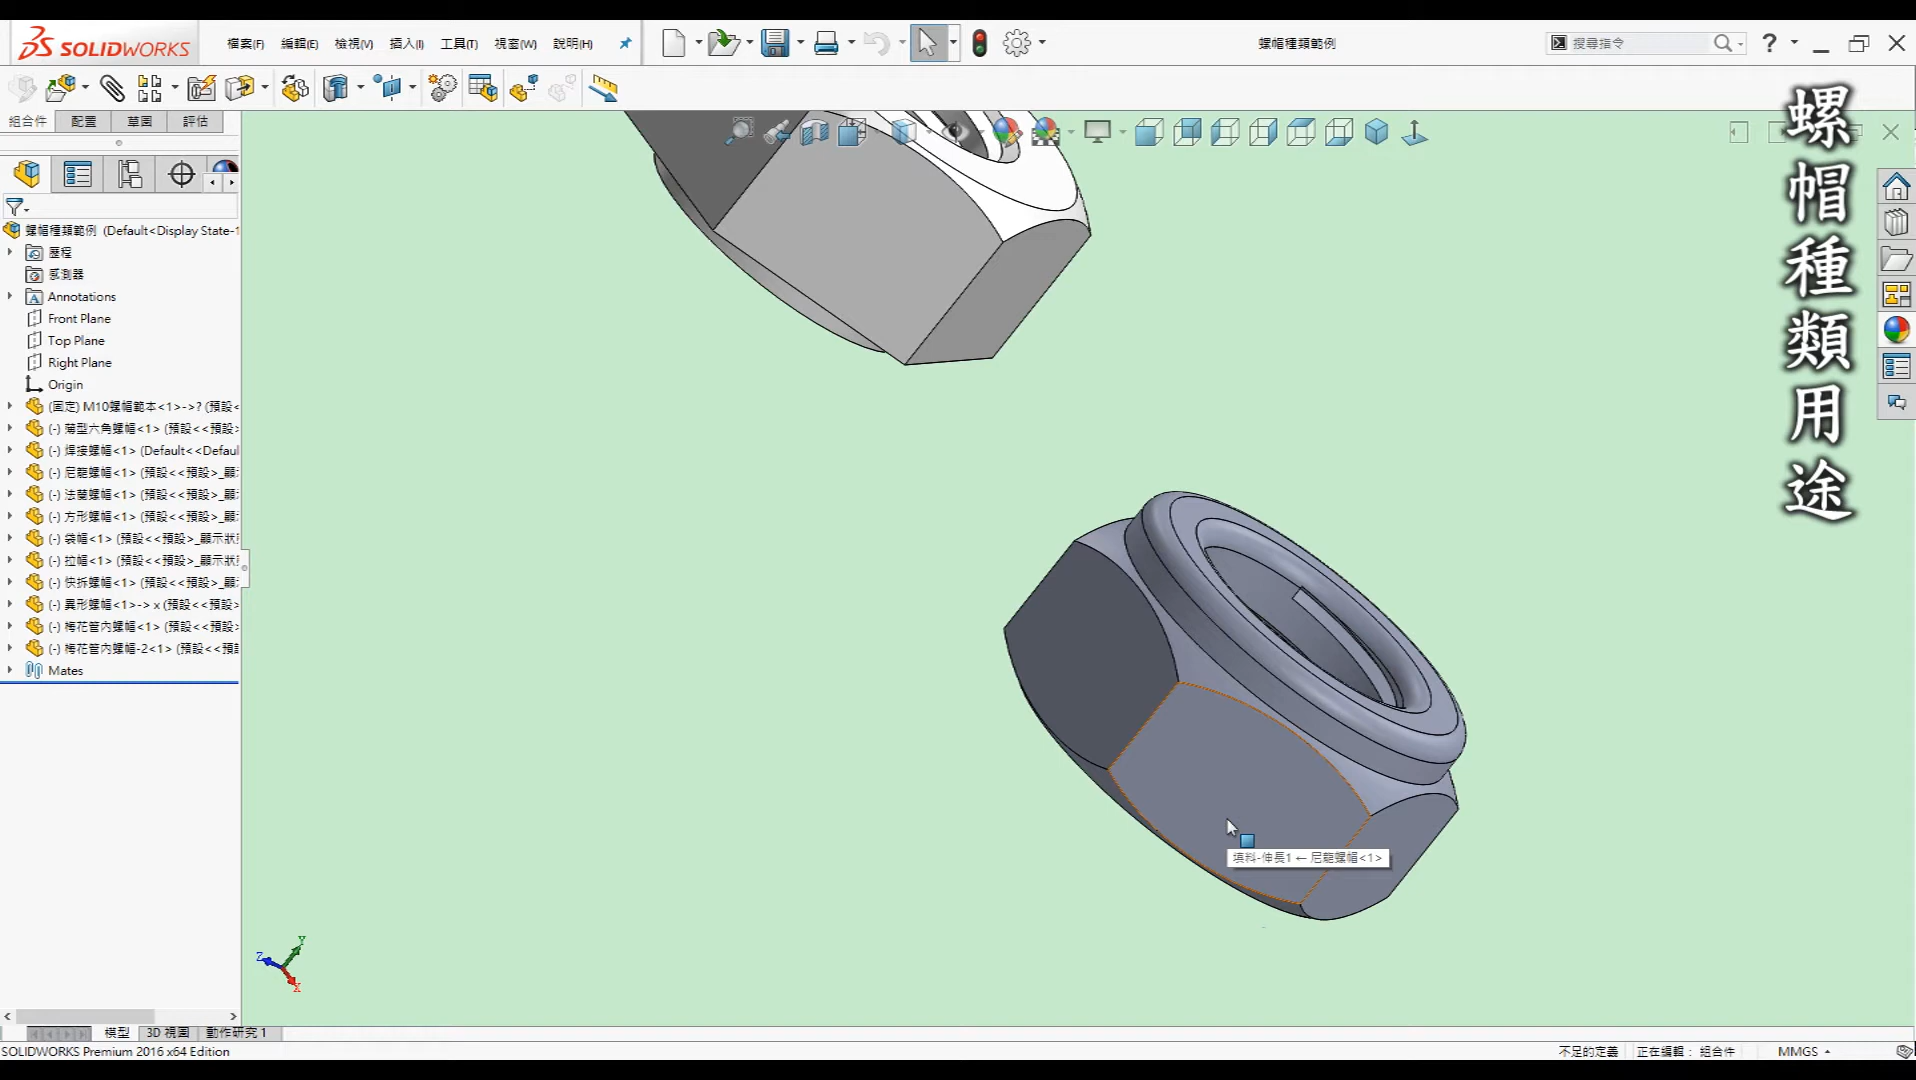 SOLIDWORKS
檔案(F) 編輯(E) 檢視(V) 插入(I) 工具(T) 視窗(W) 說明(H)
螺帽種類範例
搜尋指令
組合件 配置 草圖 評估
螺帽種類範例 (Default<Display State-1
歷程
感測器
Annotations
Front Plane
Top Plane
Right Plane
Origin
(固定) M10螺帽範本<1>->? (預設<
(-) 薄型六角螺帽<1> (預設<<預設>
(-) 焊接螺帽<1> (Default<<Defaul
(-) 尼龍螺帽<1> (預設<<預設>_顯
(-) 法蘭螺帽<1> (預設<<預設>_顯
(-) 方形螺帽<1> (預設<<預設>_顯
(-) 袋帽<1> (預設<<預設>_顯示狀
(-) 拉帽<1> (預設<<預設>_顯示狀
(-) 快拆螺帽<1> (預設<<預設>_顯
(-) 異形螺帽<1>-> x (預設<<預設>
(-) 梅花管內螺帽<1> (預設<<預設>
(-) 梅花管內螺帽-2<1> (預設<<預設
Mates
螺帽種類用途
填料-伸長1 ← 尼龍螺帽<1>
Y
Z
X
模型 3D 視圖 動作研究 1
SOLIDWORKS Premium 2016 x64 Edition
不足的定義 正在編輯： 組合件 MMGS